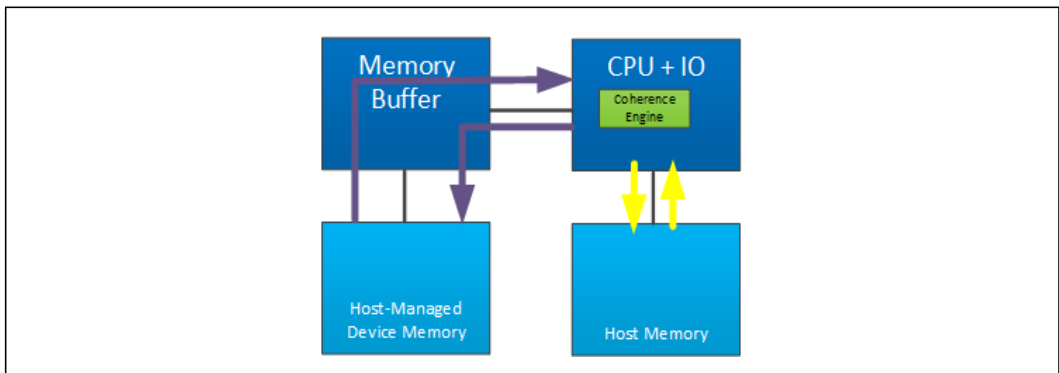 Memory
Buffer
CPU + IO
Coherence
Engine
Host-Managed
Device Memory
Host Memory